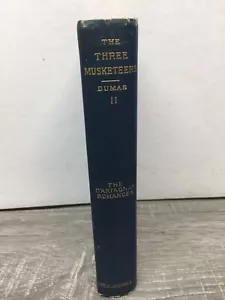 THE
THREE
MUSKETEERS
DUMAS
II
THE
D'ARTAGNAN
ROMANCES